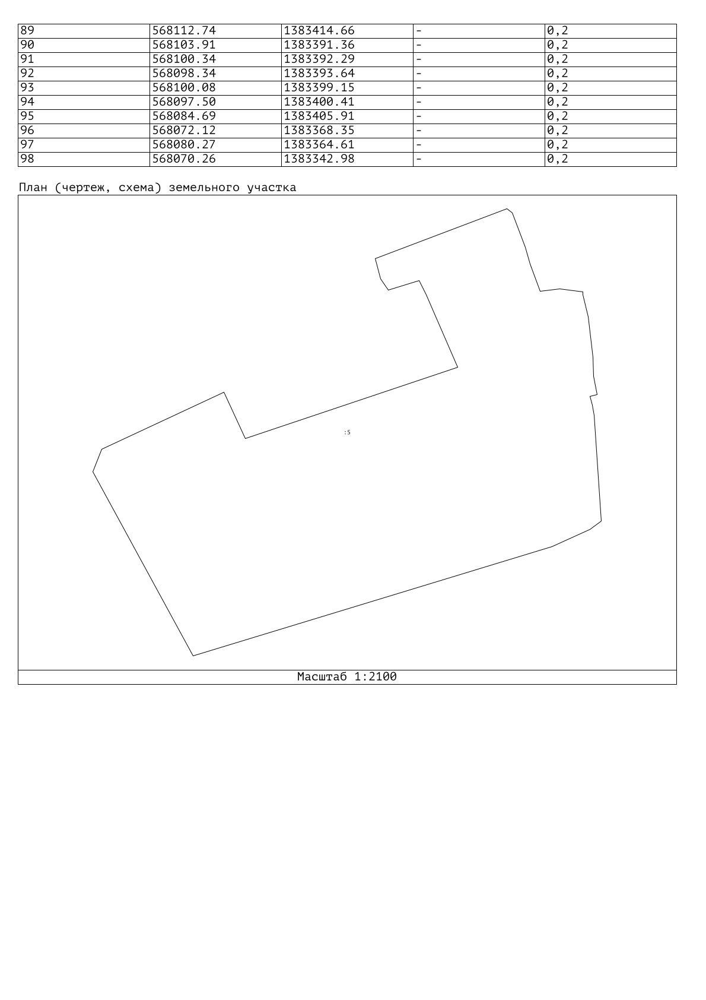 89 568112.74 1383414.66 - 0,2
90 568103.91 1383391.36 - 0,2
91 568100.34 1383392.29 - 0,2
92 568098.34 1383393.64 - 0,2
93 568100.08 1383399.15 - 0,2
94 568097.50 1383400.41 - 0,2
95 568084.69 1383405.91 - 0,2
96 568072.12 1383368.35 - 0,2
97 568080.27 1383364.61 - 0,2
98 568070.26 1383342.98 - 0,2
План (чертеж, схема) земельного участка
:5
Масштаб 1:2100